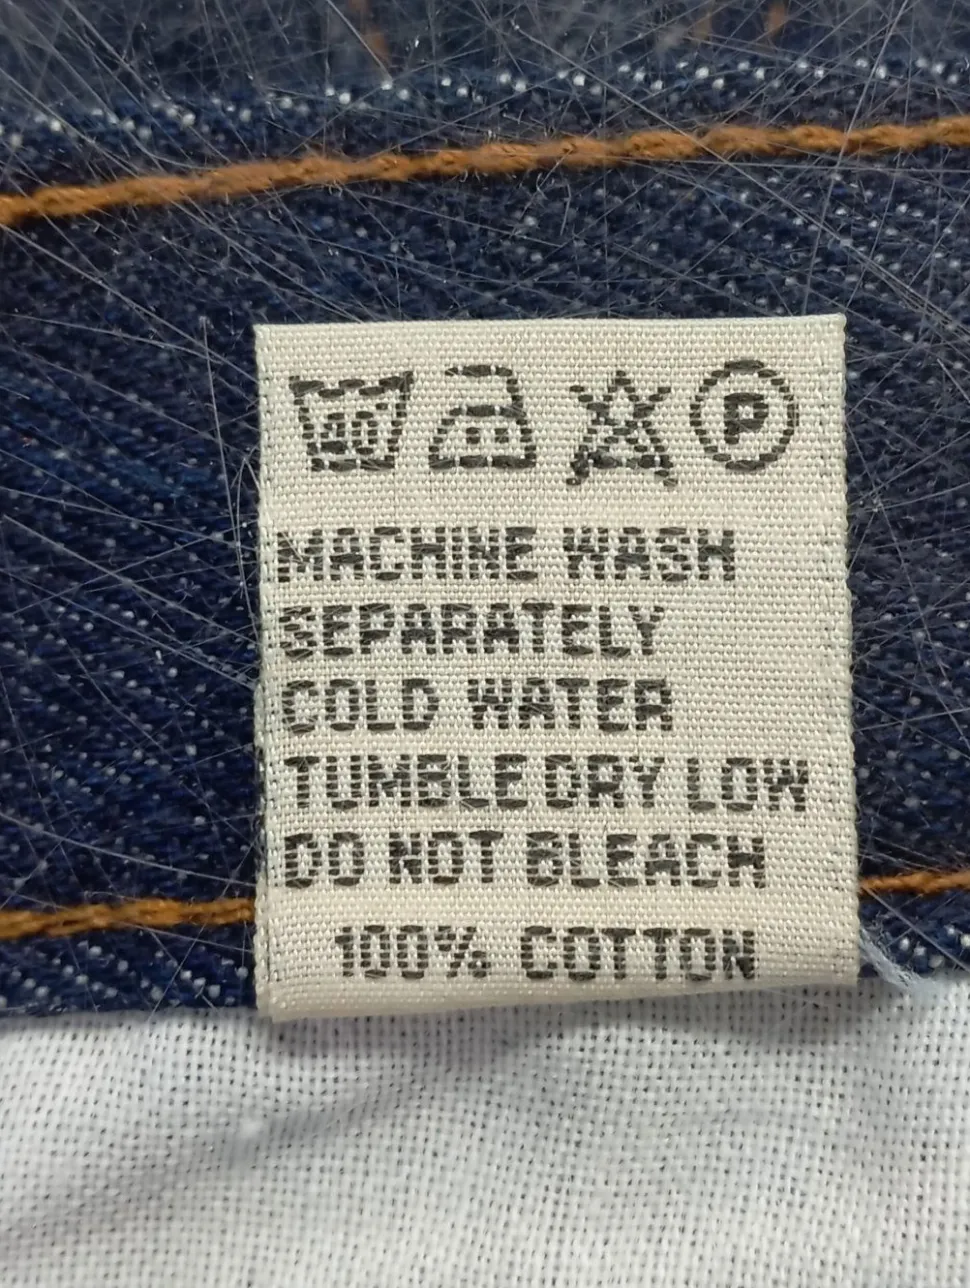 40 P
MACHINE WASH
SEPARATELY
COLD WATER
TUMBLE DRY LOW
DO NOT BLEACH
100% COTTON